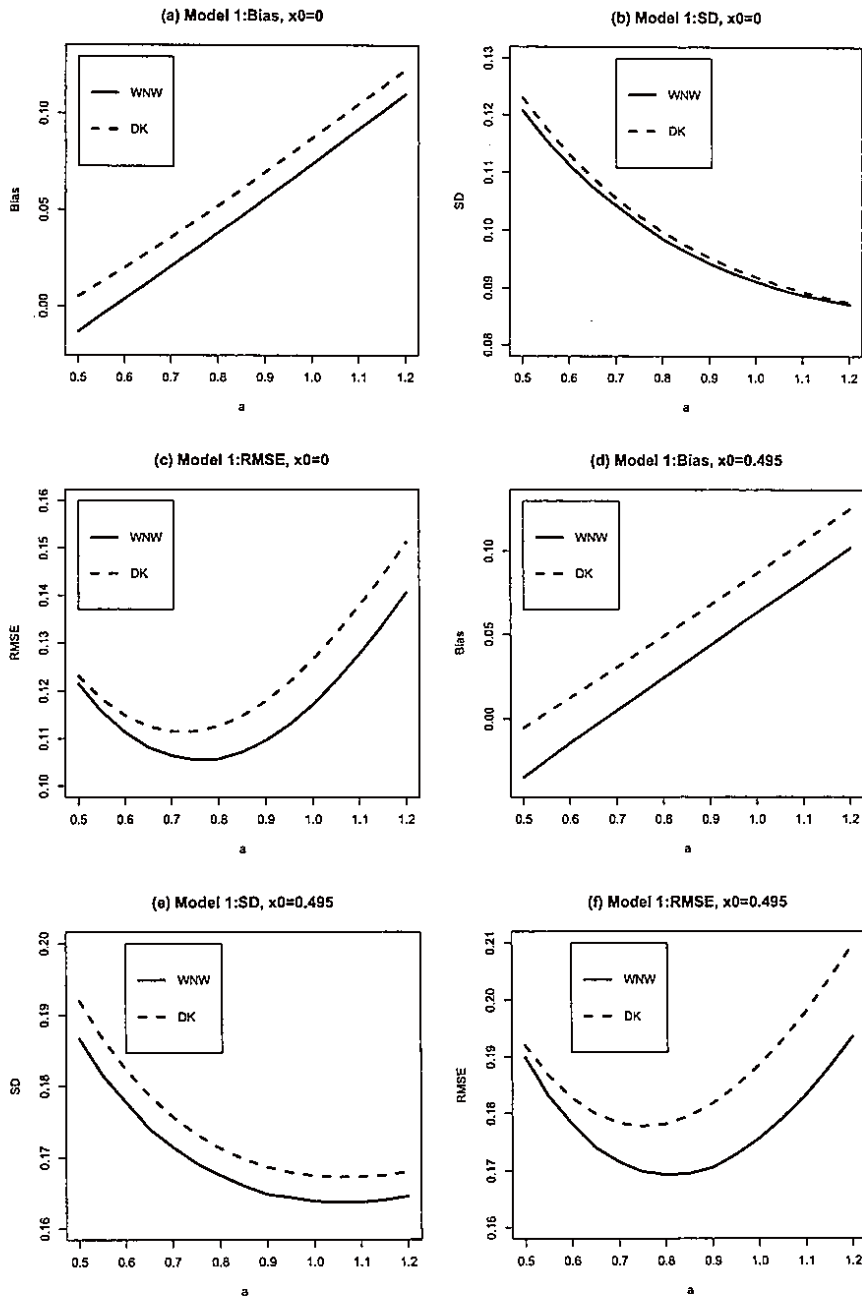 (a) Model 1:Bias, x0=0
WNW
DK
Bias
0.00 0.05 0.10
0.5 0.6 0.7 0.8 0.9 1.0 1.1 1.2
a
(b) Model 1:SD, x0=0
WNW
DK
SD
0.08 0.09 0.10 0.11 0.12 0.13
0.5 0.6 0.7 0.8 0.9 1.0 1.1 1.2
a
(c) Model 1:RMSE, x0=0
WNW
DK
RMSE
0.10 0.11 0.12 0.13 0.14 0.15 0.16
0.5 0.6 0.7 0.8 0.9 1.0 1.1 1.2
a
(d) Model 1:Bias, x0=0.495
WNW
DK
Bias
0.00 0.05 0.10
0.5 0.6 0.7 0.8 0.9 1.0 1.1 1.2
a
(e) Model 1:SD, x0=0.495
WNW
DK
SD
0.16 0.17 0.18 0.19 0.20
0.5 0.6 0.7 0.8 0.9 1.0 1.1 1.2
a
(f) Model 1:RMSE, x0=0.495
WNW
DK
RMSE
0.16 0.17 0.18 0.19 0.20 0.21
0.5 0.6 0.7 0.8 0.9 1.0 1.1 1.2
a